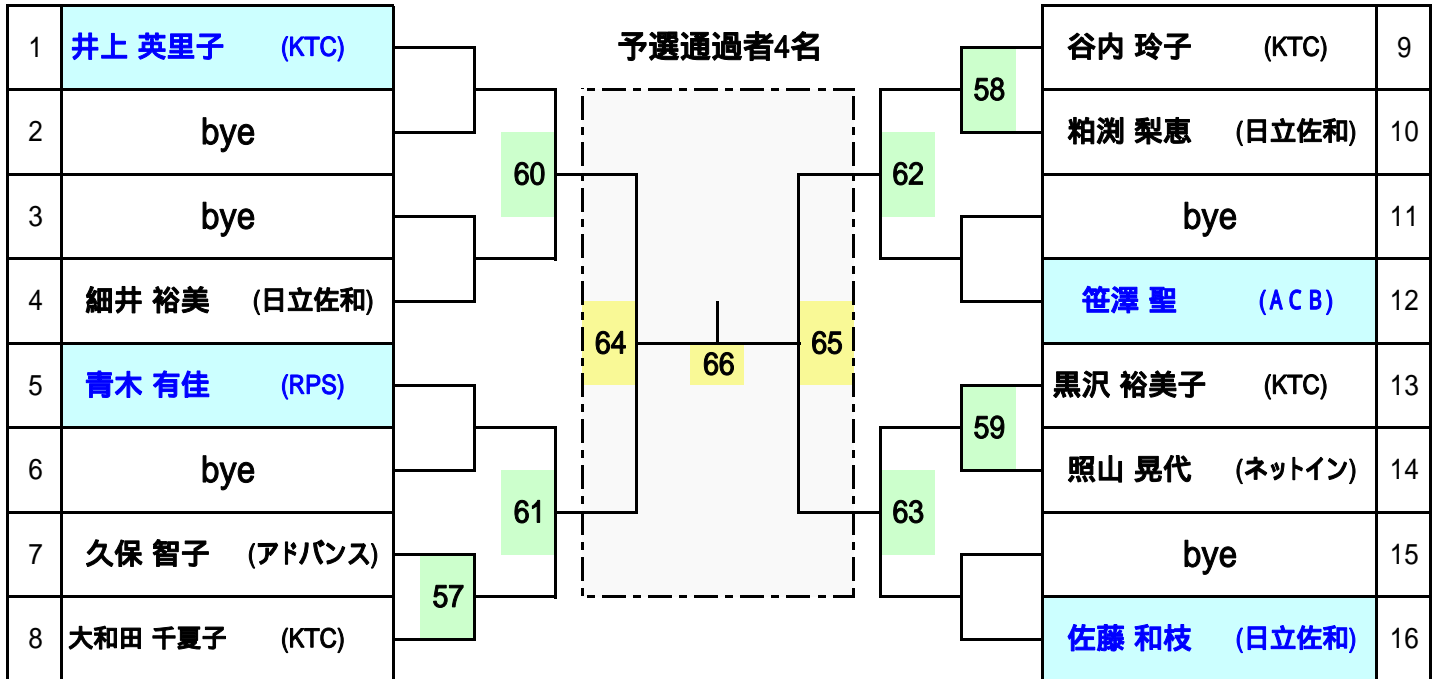 予選通過者4名
1 井上 英里子 (KTC)
2 bye
3 bye
4 細井 裕美 (日立佐和)
5 青木 有佳 (RPS)
6 bye
7 久保 智子 (アドバンス)
8 大和田 千夏子 (KTC)
60
61
57
64
66
65
62
63
58
59
谷内 玲子 (KTC) 9
粕渕 梨恵 (日立佐和) 10
bye 11
笹澤 聖 (ACB) 12
黒沢 裕美子 (KTC) 13
照山 晃代 (ネットイン) 14
bye 15
佐藤 和枝 (日立佐和) 16